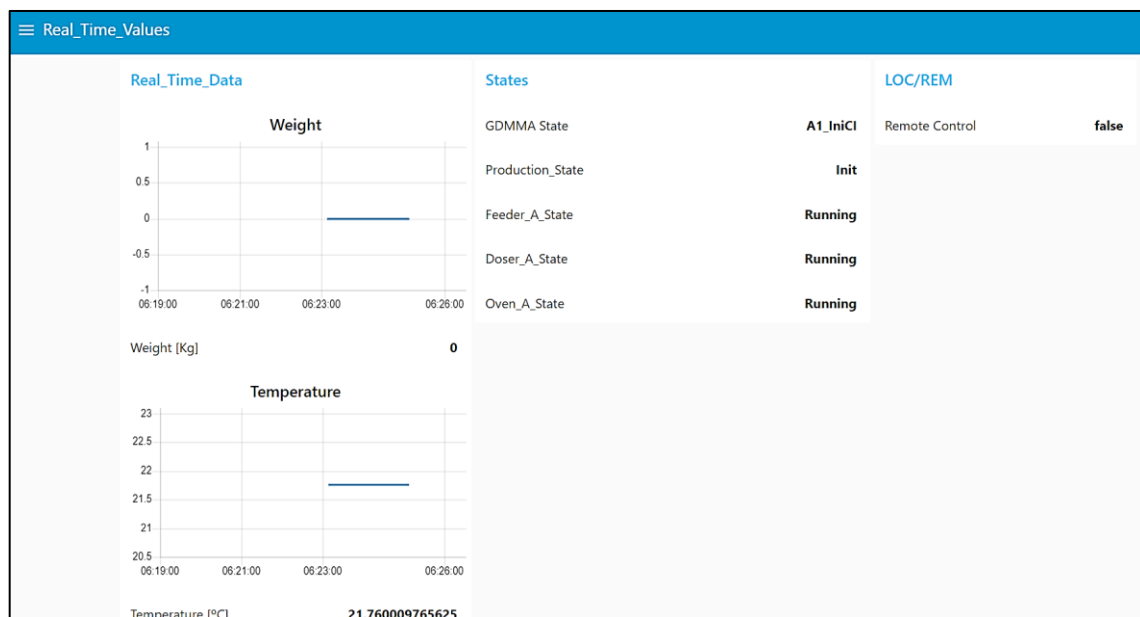 Real_Time_Values
Real_Time_Data
Weight
1
0.5
0
-0.5
-1
06:19:00 06:21:00 06:23:00 06:26:00
Weight [Kg] 0
Temperature
23
22.5
22
21.5
21
20.5
06:19:00 06:21:00 06:23:00 06:26:00
Temperature [ºC] 21.760009765625
States
GDMMA State A1_IniCI
Production_State Init
Feeder_A_State Running
Doser_A_State Running
Oven_A_State Running
LOC/REM
Remote Control false